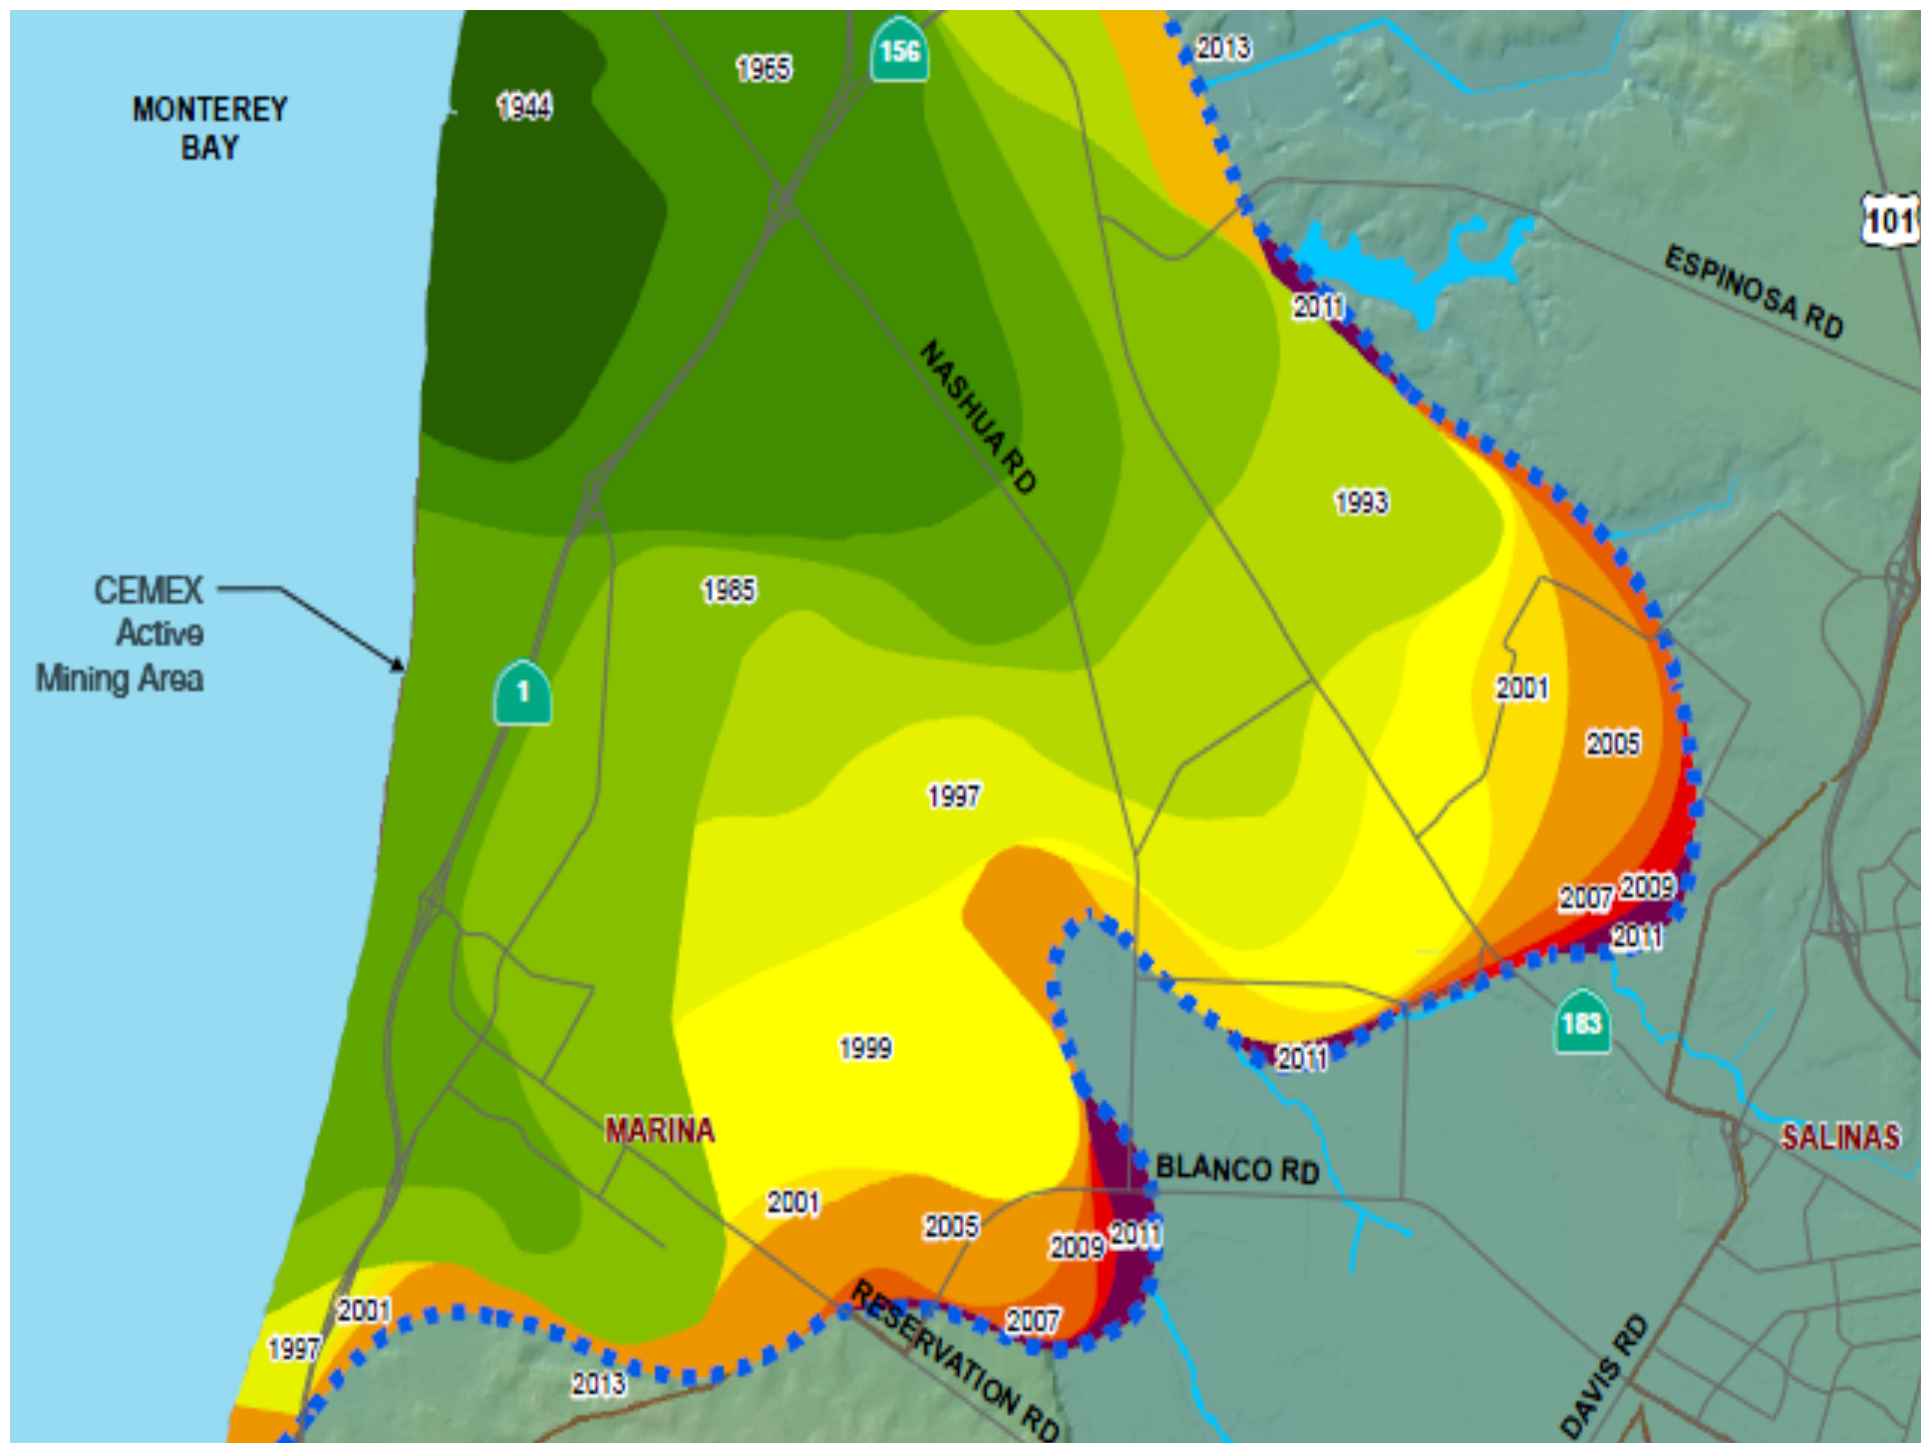 2013
156
1965
1944
MONTEREY
BAY
101
ESPINOSA RD
2011
NASHUA RD
1993
CEMEX
Active
Mining Area
1985
1
2001
2005
1997
2007
2009
2011
183
1999
2011
MARINA
SALINAS
BLANCO RD
2001
2005
2009
2011
2001
2007
RESERVATION RD
1997
2013
DAVIS RD